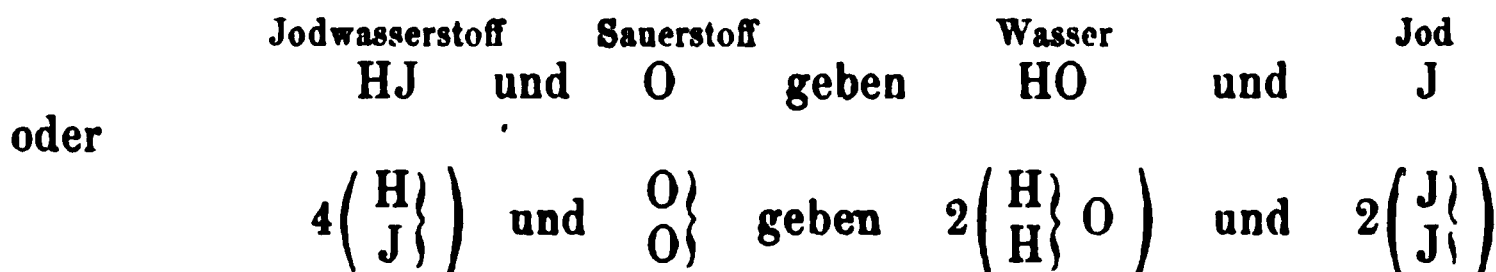 Jodwasserstoff Sauerstoff Wasser Jod
HJ und O geben HO und J
oder
4(H J}) und O O} geben 2(H H} O) und 2(J J})